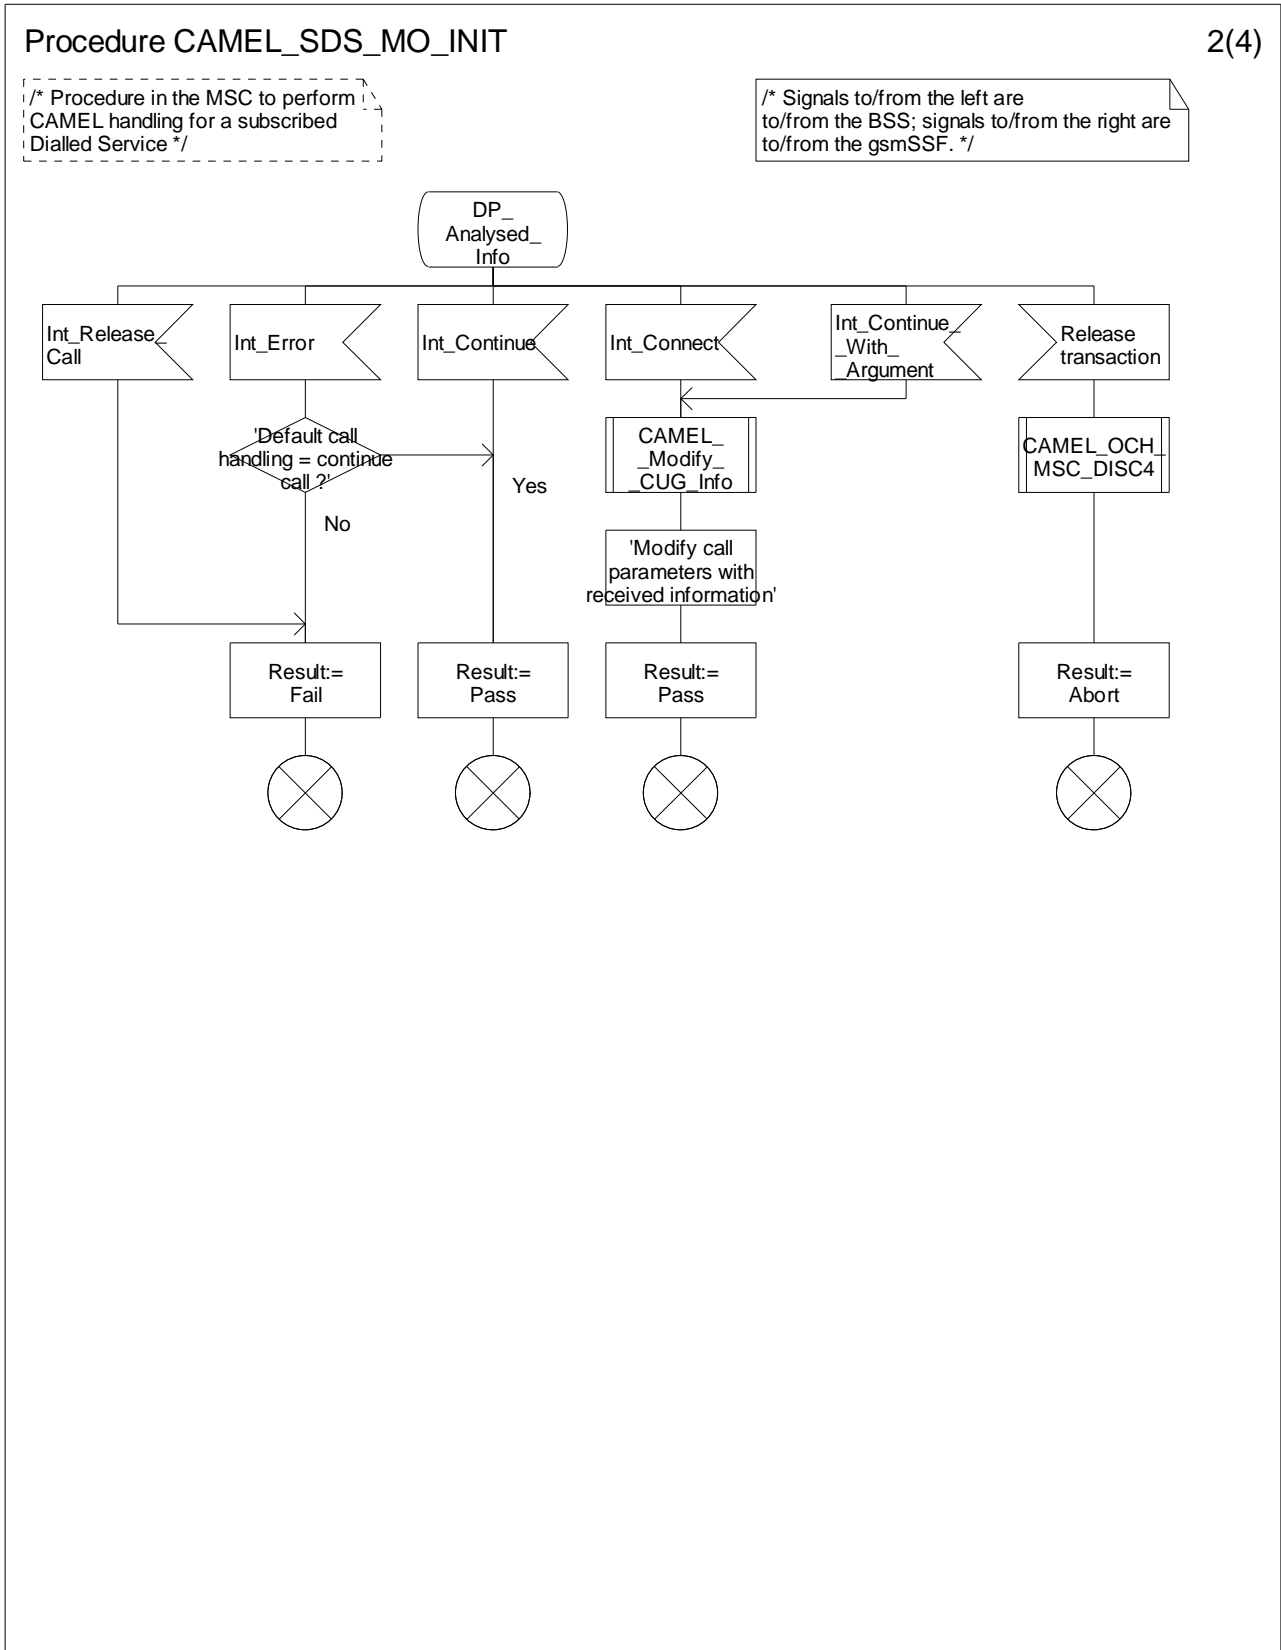 Procedure CAMEL_SDS_MO_INIT
2(4)
/* Procedure in the MSC to perform
CAMEL handling for a subscribed
Dialled Service */
/* Signals to/from the left are
to/from the BSS; signals to/from the right are
to/from the gsmSSF. */
DP_
Analysed_
Info
Int_Release_
Call
Int_Error
Int_Continue
Int_Connect
Int_Continue_
_With_
_Argument
Release
transaction
'Default call
handling = continue
call ?'
Yes
No
CAMEL_
_Modify_
_CUG_Info
CAMEL_OCH_
MSC_DISC4
'Modify call
parameters with
received information'
Result:=
Fail
Result:=
Pass
Result:=
Pass
Result:=
Abort